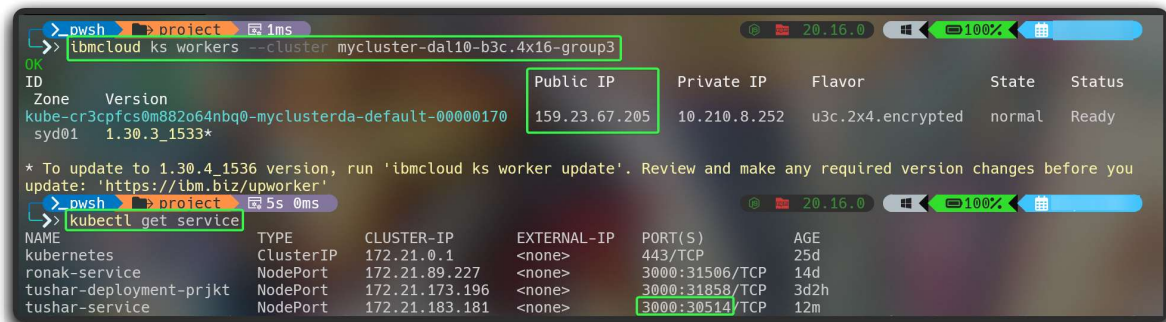 pwsh project 1ms 20.16.0 100%
ibmcloud ks workers --cluster mycluster-dal10-b3c.4x16-group3
OK
ID Public IP Private IP Flavor State Status
Zone Version
kube-cr3cpfcs0m882o64nbq0-myclusterda-default-00000170 159.23.67.205 10.210.8.252 u3c.2x4.encrypted normal Ready
syd01 1.30.3_1533*
* To update to 1.30.4_1536 version, run 'ibmcloud ks worker update'. Review and make any required version changes before you
update: 'https://ibm.biz/upworker'
pwsh project 5s 0ms 20.16.0 100%
kubectl get service
NAME TYPE CLUSTER-IP EXTERNAL-IP PORT(S) AGE
kubernetes ClusterIP 172.21.0.1 <none> 443/TCP 25d
ronak-service NodePort 172.21.89.227 <none> 3000:31506/TCP 14d
tushar-deployment-prjkt NodePort 172.21.173.196 <none> 3000:31858/TCP 3d2h
tushar-service NodePort 172.21.183.181 <none> 3000:30514/TCP 12m